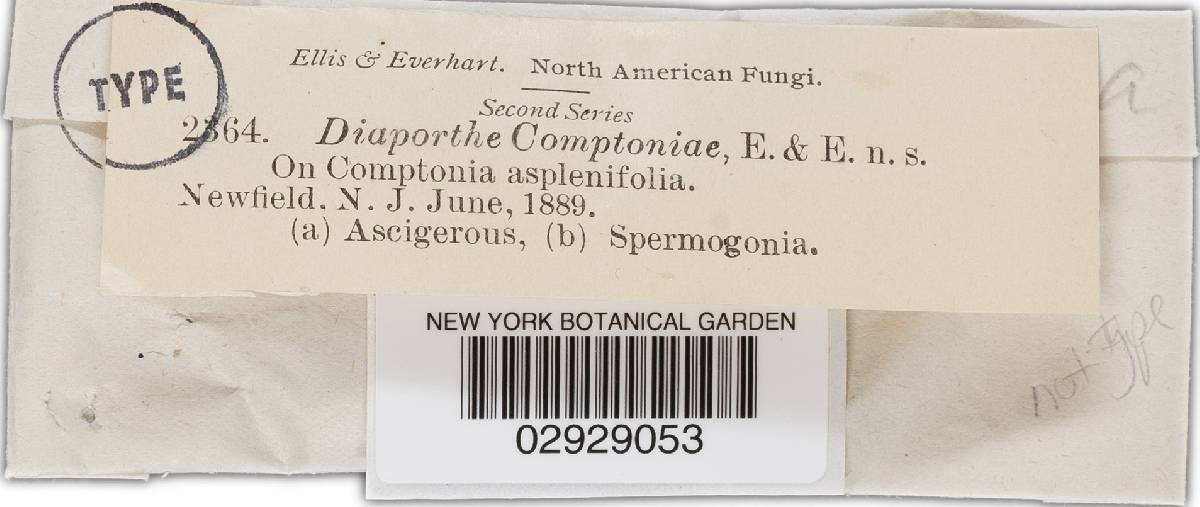 TYPE
Ellis & Everhart. North American Fungi.
Second Series
2364. Diaporthe Comptoniae, E. & E. n. s.
On Comptonia asplenifolia.
Newfield. N. J. June, 1889.
(a) Ascigerous, (b) Spermogonia.
a
not type
NEW YORK BOTANICAL GARDEN
02929053